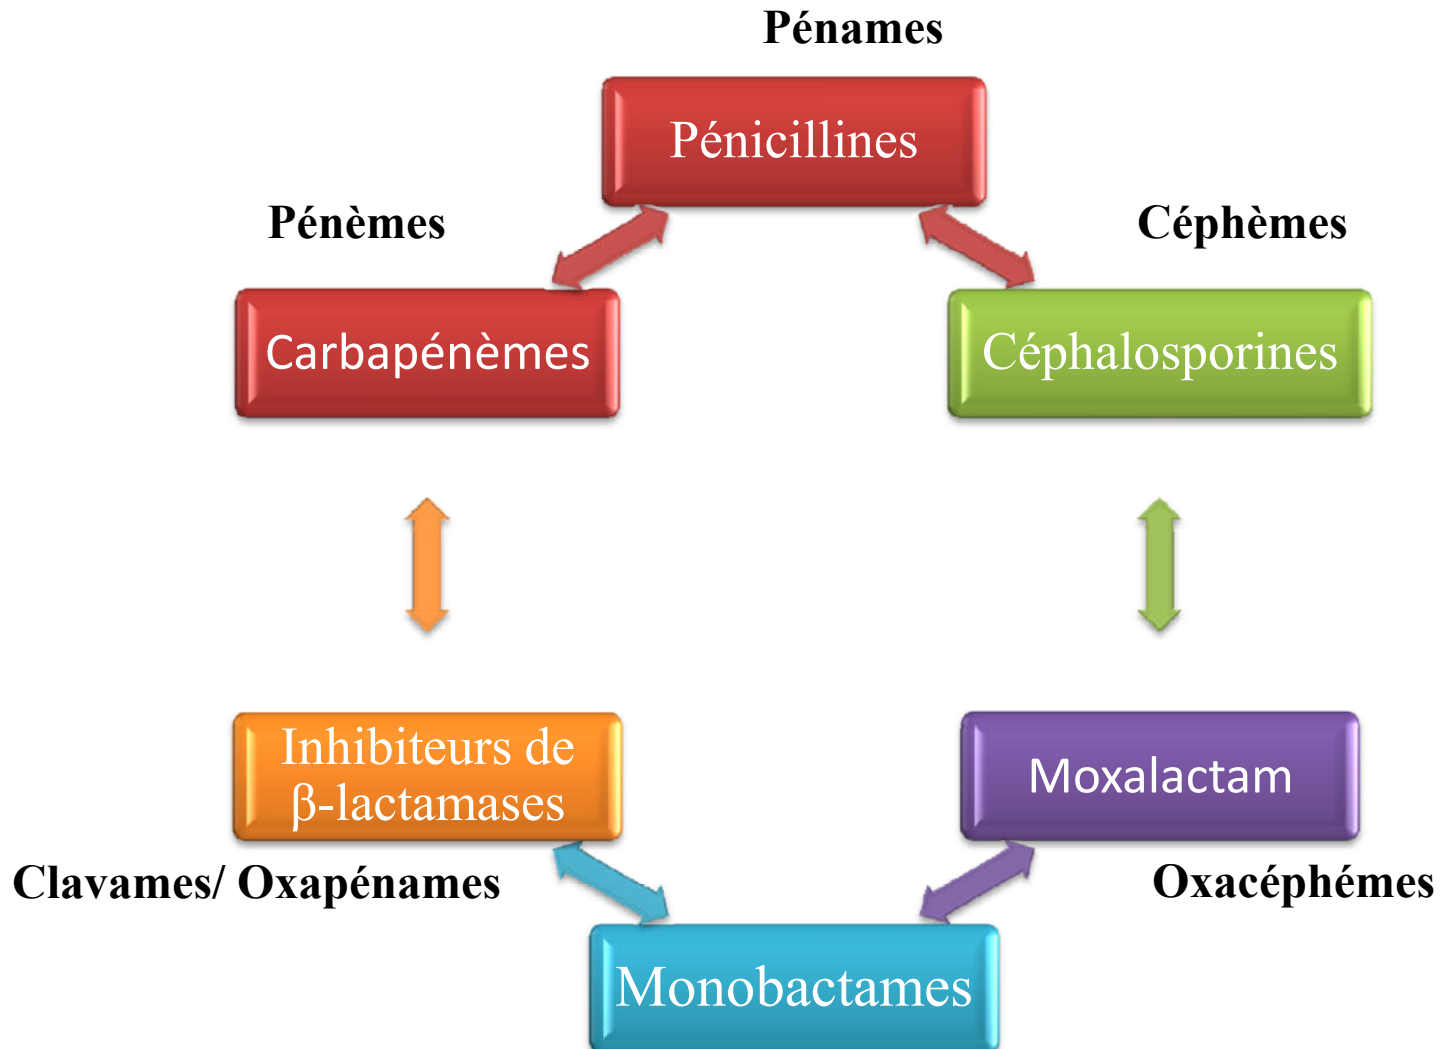 Pénames
Pénicillines
Pénèmes
Céphèmes
Carbapénèmes
Céphalosporines
Inhibiteurs de
β-lactamases
Moxalactam
Clavames/ Oxapénames
Oxacéphémes
Monobactames